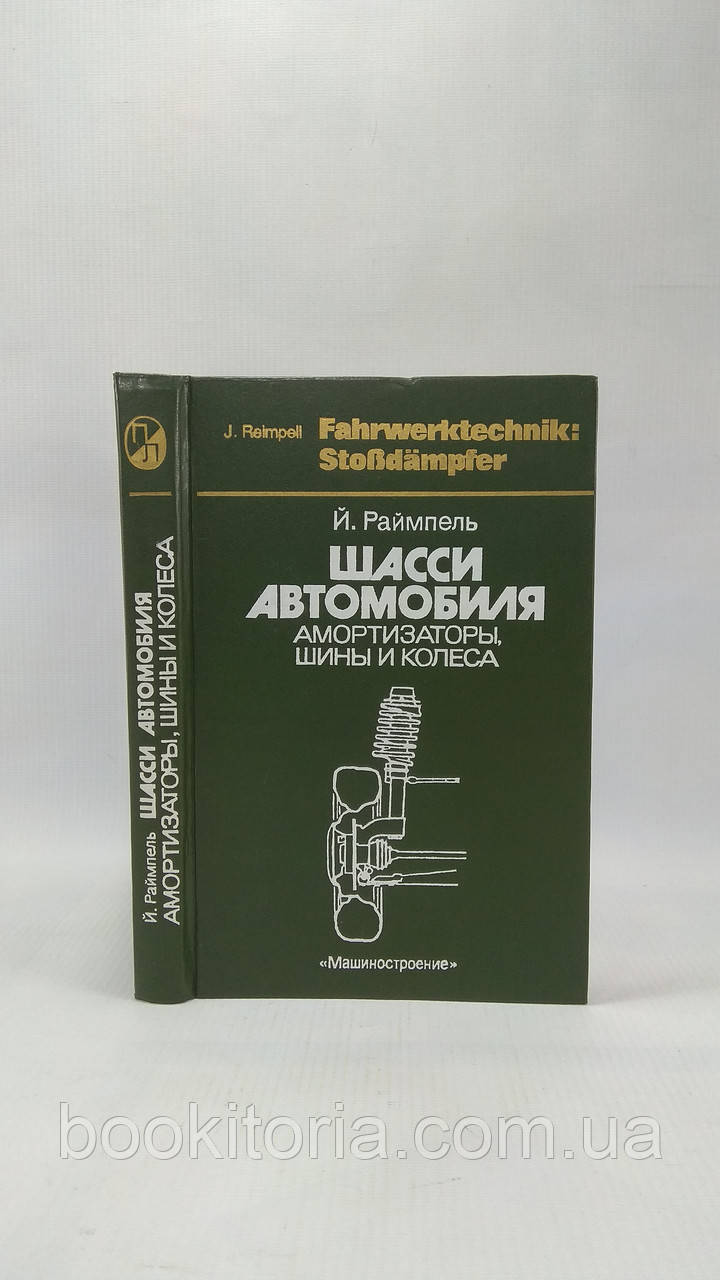 J. Reimpell Fahrwerktechnik:
Stoßdämpfer
Й. Раймпель
ШАССИ
АВТОМОБИЛЯ
АМОРТИЗАТОРЫ,
ШИНЫ И КОЛЕСА
«Машиностроение»
Й. Раймпель ШАССИ АВТОМОБИЛЯ
АМОРТИЗАТОРЫ, ШИНЫ И КОЛЕСА
bookitoria.com.ua